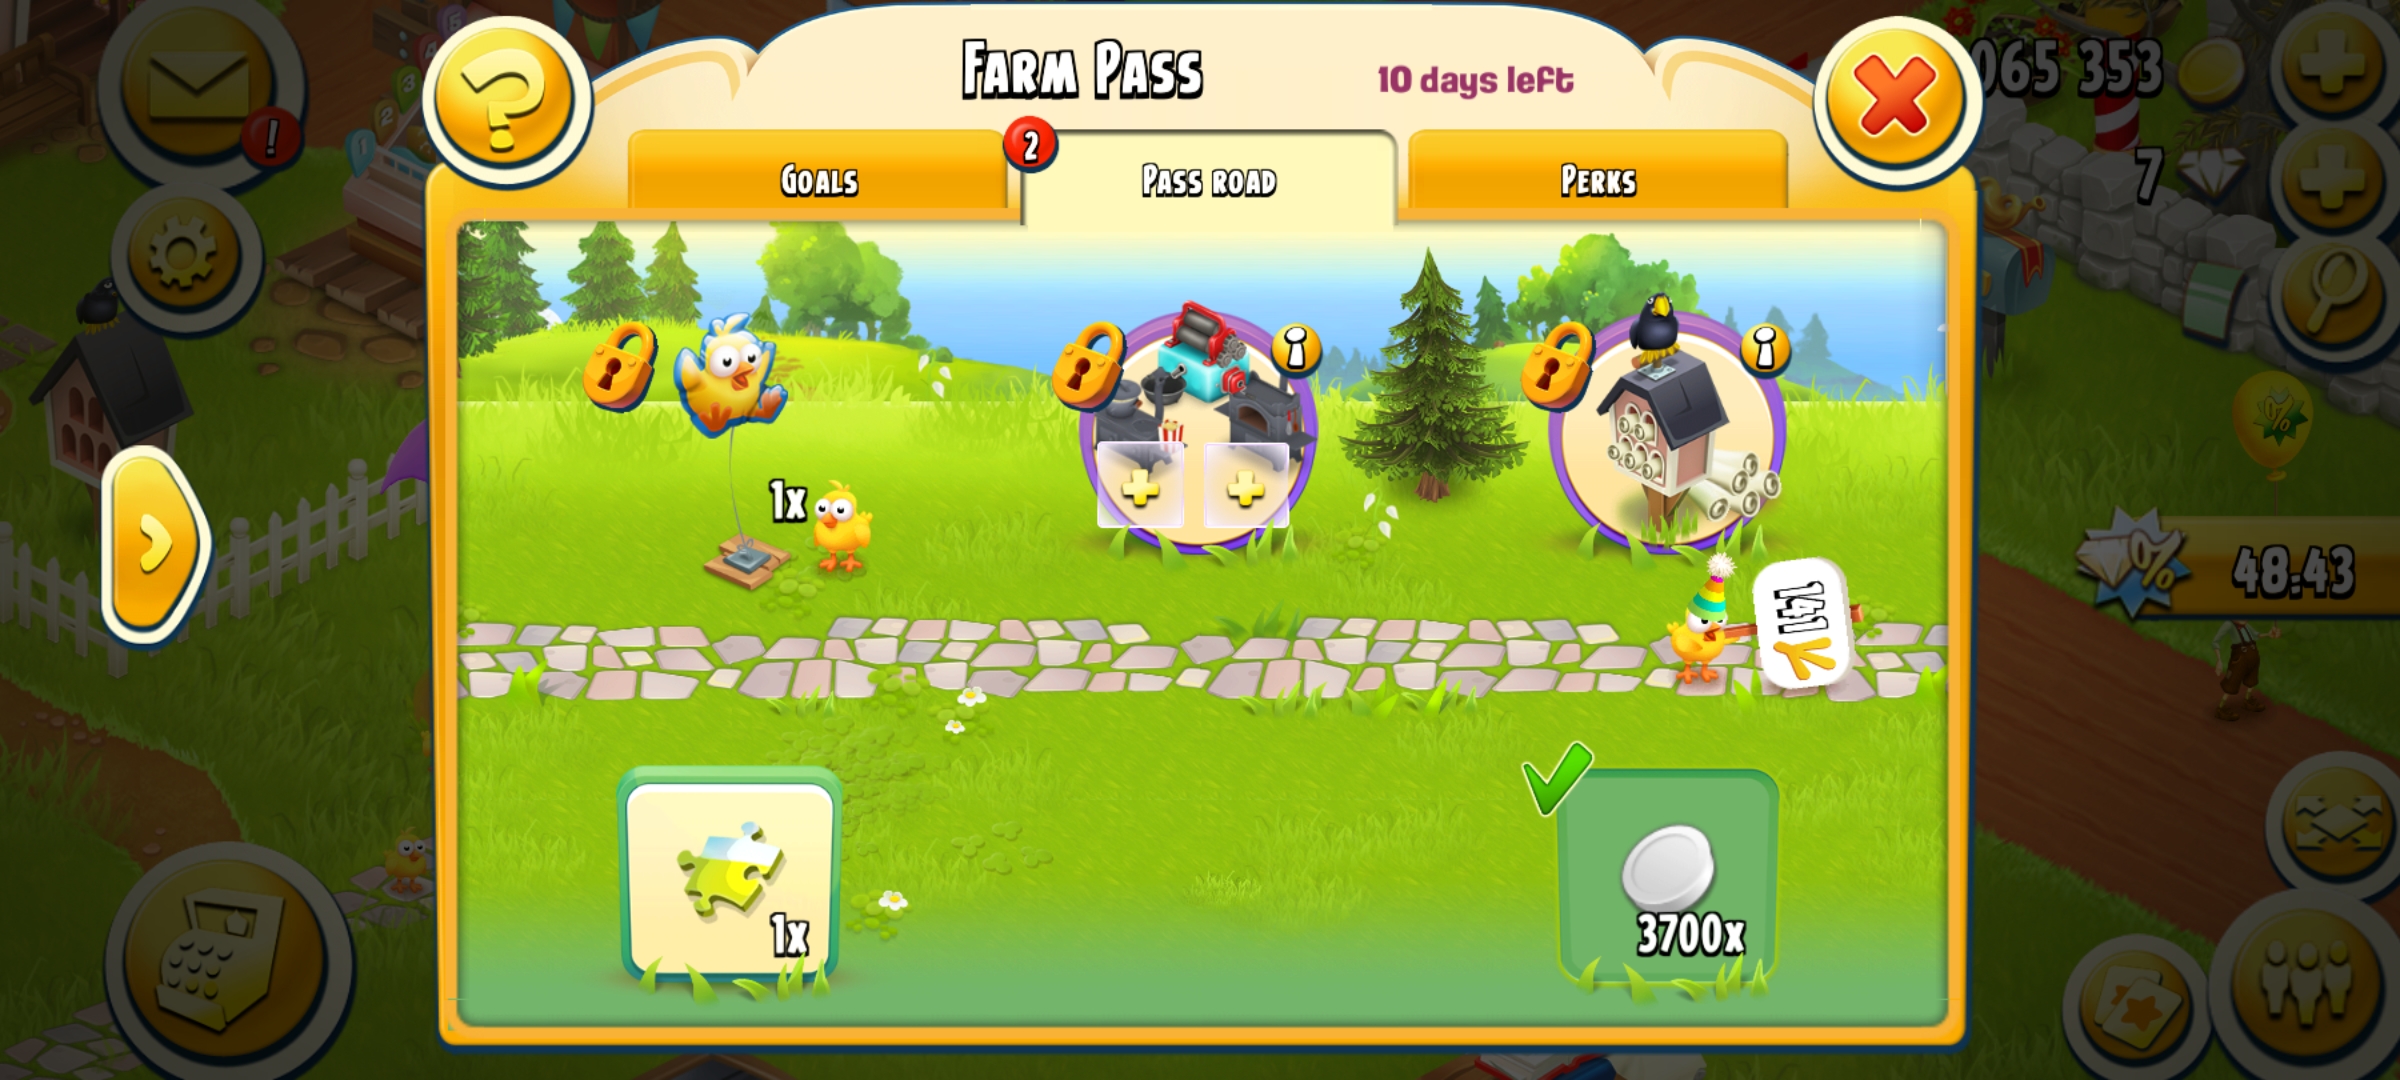 FARM PASS
10 days left
GOALS
2
PASS ROAD
PERKS
065 353
7
1x
48:43
141
1x
3700x